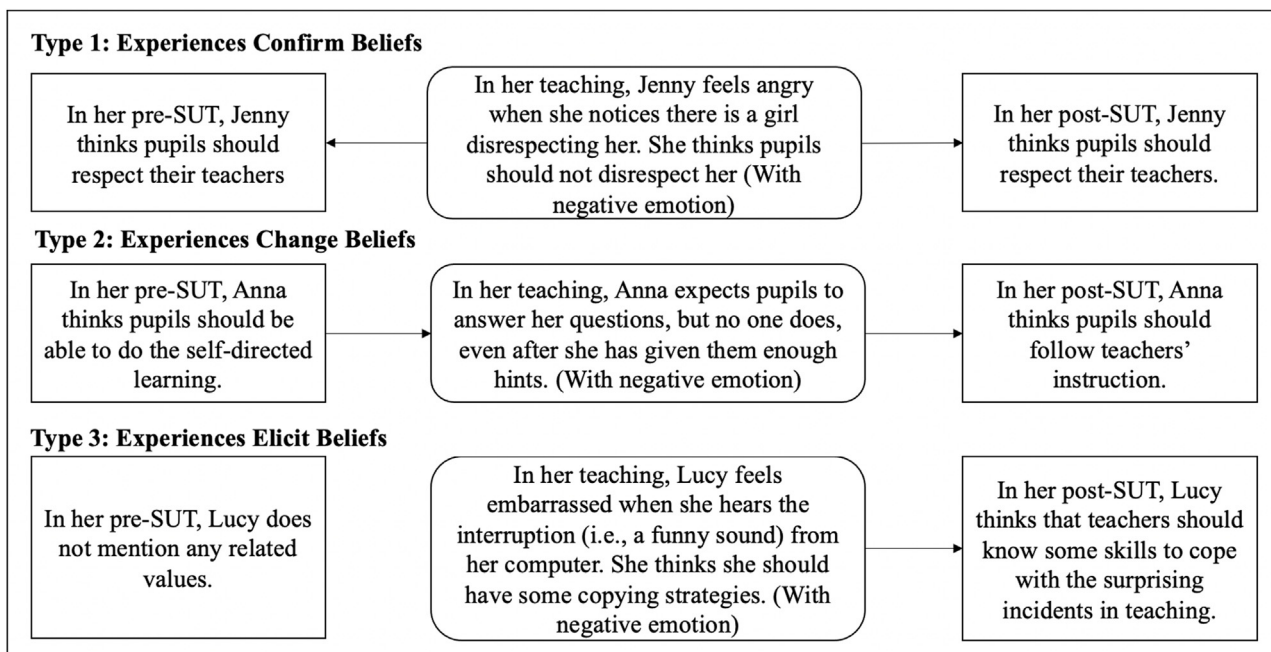 Type 1: Experiences Confirm Beliefs
In her pre-SUT, Jenny
thinks pupils should
respect their teachers
In her teaching, Jenny feels angry
when she notices there is a girl
disrespecting her. She thinks pupils
should not disrespect her (With
negative emotion)
In her post-SUT, Jenny
thinks pupils should
respect their teachers.
Type 2: Experiences Change Beliefs
In her pre-SUT, Anna
thinks pupils should be
able to do the self-directed
learning.
In her teaching, Anna expects pupils to
answer her questions, but no one does,
even after she has given them enough
hints. (With negative emotion)
In her post-SUT, Anna
thinks pupils should
follow teachers’
instruction.
Type 3: Experiences Elicit Beliefs
In her pre-SUT, Lucy does
not mention any related
values.
In her teaching, Lucy feels
embarrassed when she hears the
interruption (i.e., a funny sound) from
her computer. She thinks she should
have some copying strategies. (With
negative emotion)
In her post-SUT, Lucy
thinks that teachers should
know some skills to cope
with the surprising
incidents in teaching.